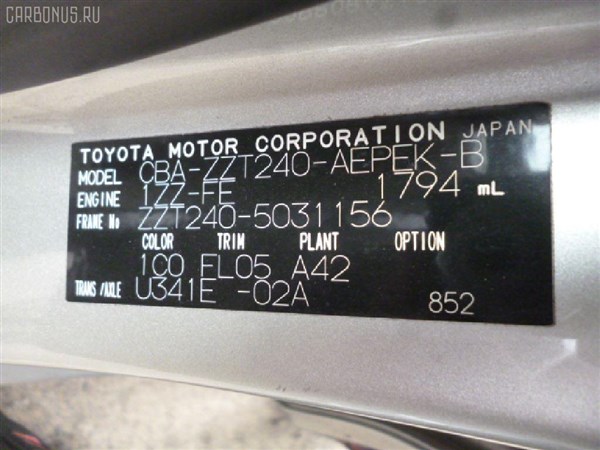 CARBONUS.RU
TOYOTA MOTOR CORPORATION JAPAN
MODEL CBA-ZZT240-AEPEK-B
ENGINE 1ZZ-FE 1794 mL
FRAME No ZZT240-5031156
COLOR TRIM PLANT OPTION
1C0 FL05 A42
TRANS/AXLE U341E -02A
852